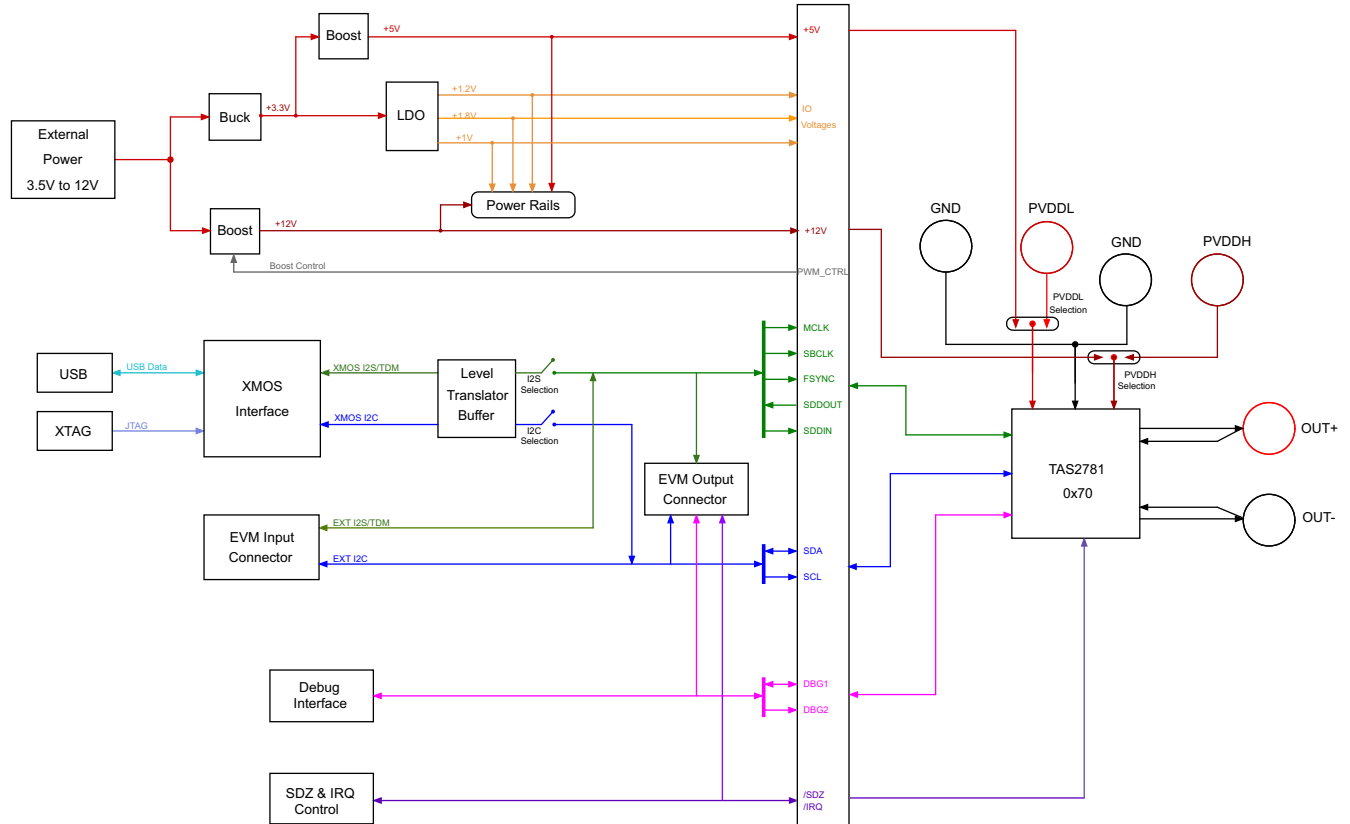 Boost
+5V
+5V
External
Power
3.5V to 12V
Buck
+3.3V
LDO
+1.2V
+1.8V
+1V
IO
Voltages
Power Rails
Boost
+12V
+12V
Boost Control
PWM_CTRL
GND
PVDDL
GND
PVDDH
PVDDL
Selection
PVDDH
Selection
USB
USB Data
XTAG
JTAG
XMOS
Interface
XMOS I2S/TDM
XMOS I2C
Level
Translator
Buffer
I2S
Selection
I2C
Selection
MCLK
SBCLK
FSYNC
SDDOUT
SDDIN
EVM Output
Connector
EVM Input
Connector
EXT I2S/TDM
EXT I2C
SDA
SCL
TAS2781
0x70
OUT+
OUT-
Debug
Interface
DBG1
DBG2
SDZ & IRQ
Control
/SDZ
/IRQ